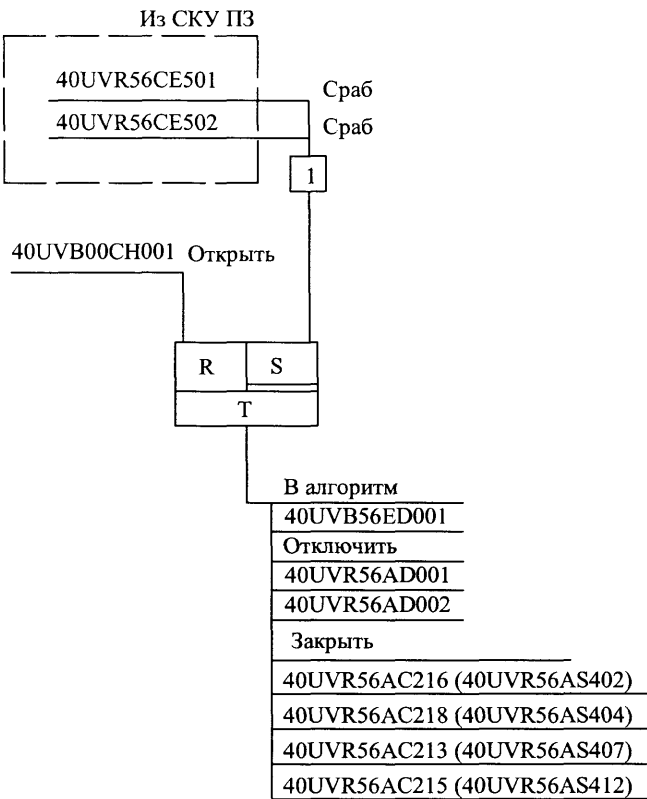 Из СКУ ПЗ
40UVR56CE501
Сраб
40UVR56CE502
Сраб
1
40UVB00CH001 Открыть
R
S
T
В алгоритм
40UVB56ED001
Отключить
40UVR56AD001
40UVR56AD002
Закрыть
40UVR56AC216 (40UVR56AS402)
40UVR56AC218 (40UVR56AS404)
40UVR56AC213 (40UVR56AS407)
40UVR56AC215 (40UVR56AS412)